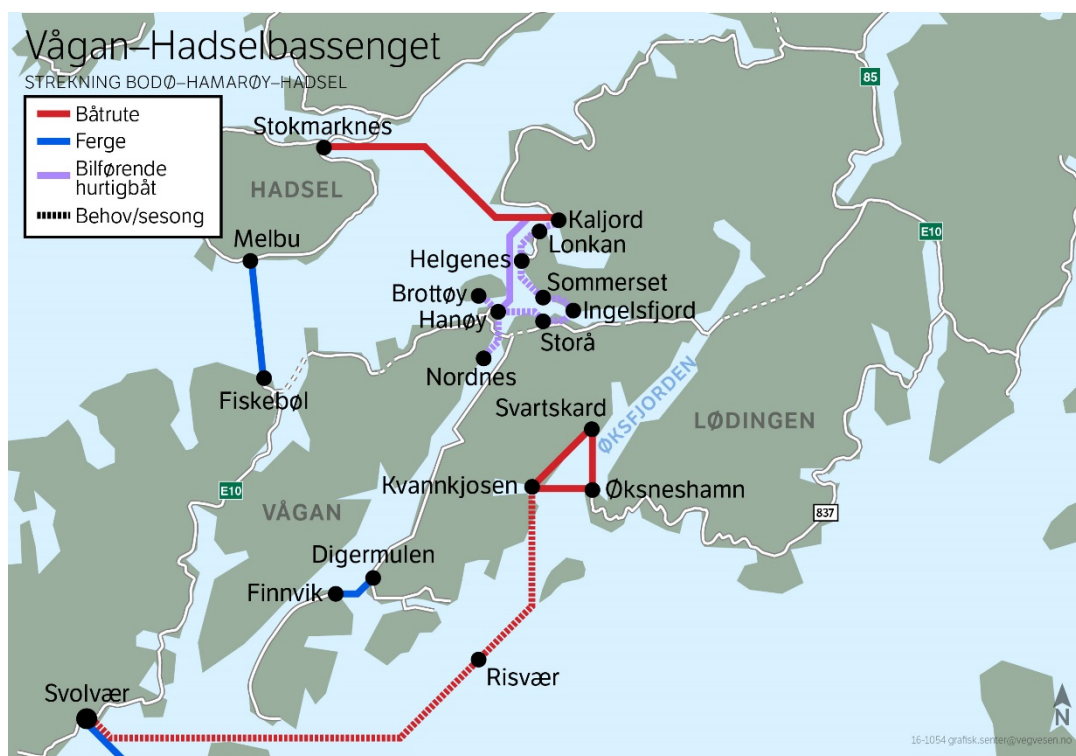 Vågan–Hadselbassenget
STREKNING BODØ–HAMARØY–HADSEL
Båtrute
Ferge
Bilførende
hurtigbåt
Behov/sesong
85
Stokmarknes
HADSEL
Kaljord
Lonkan
E10
Melbu
Helgenes
Sommerset
Brottøy
Ingelsfjord
Hanøy
Storå
Nordnes
Fiskebøl
ØKSFJORDEN
Svartskard
LØDINGEN
Kvannkjosen
Øksneshamn
E10
VÅGAN
837
Digermulen
Finnvik
Risvær
Svolvær
N
16-1054 grafisk.senter@vegvesen.no